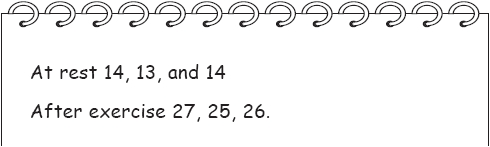 At rest 14, 13, and 14
After exercise 27, 25, 26.